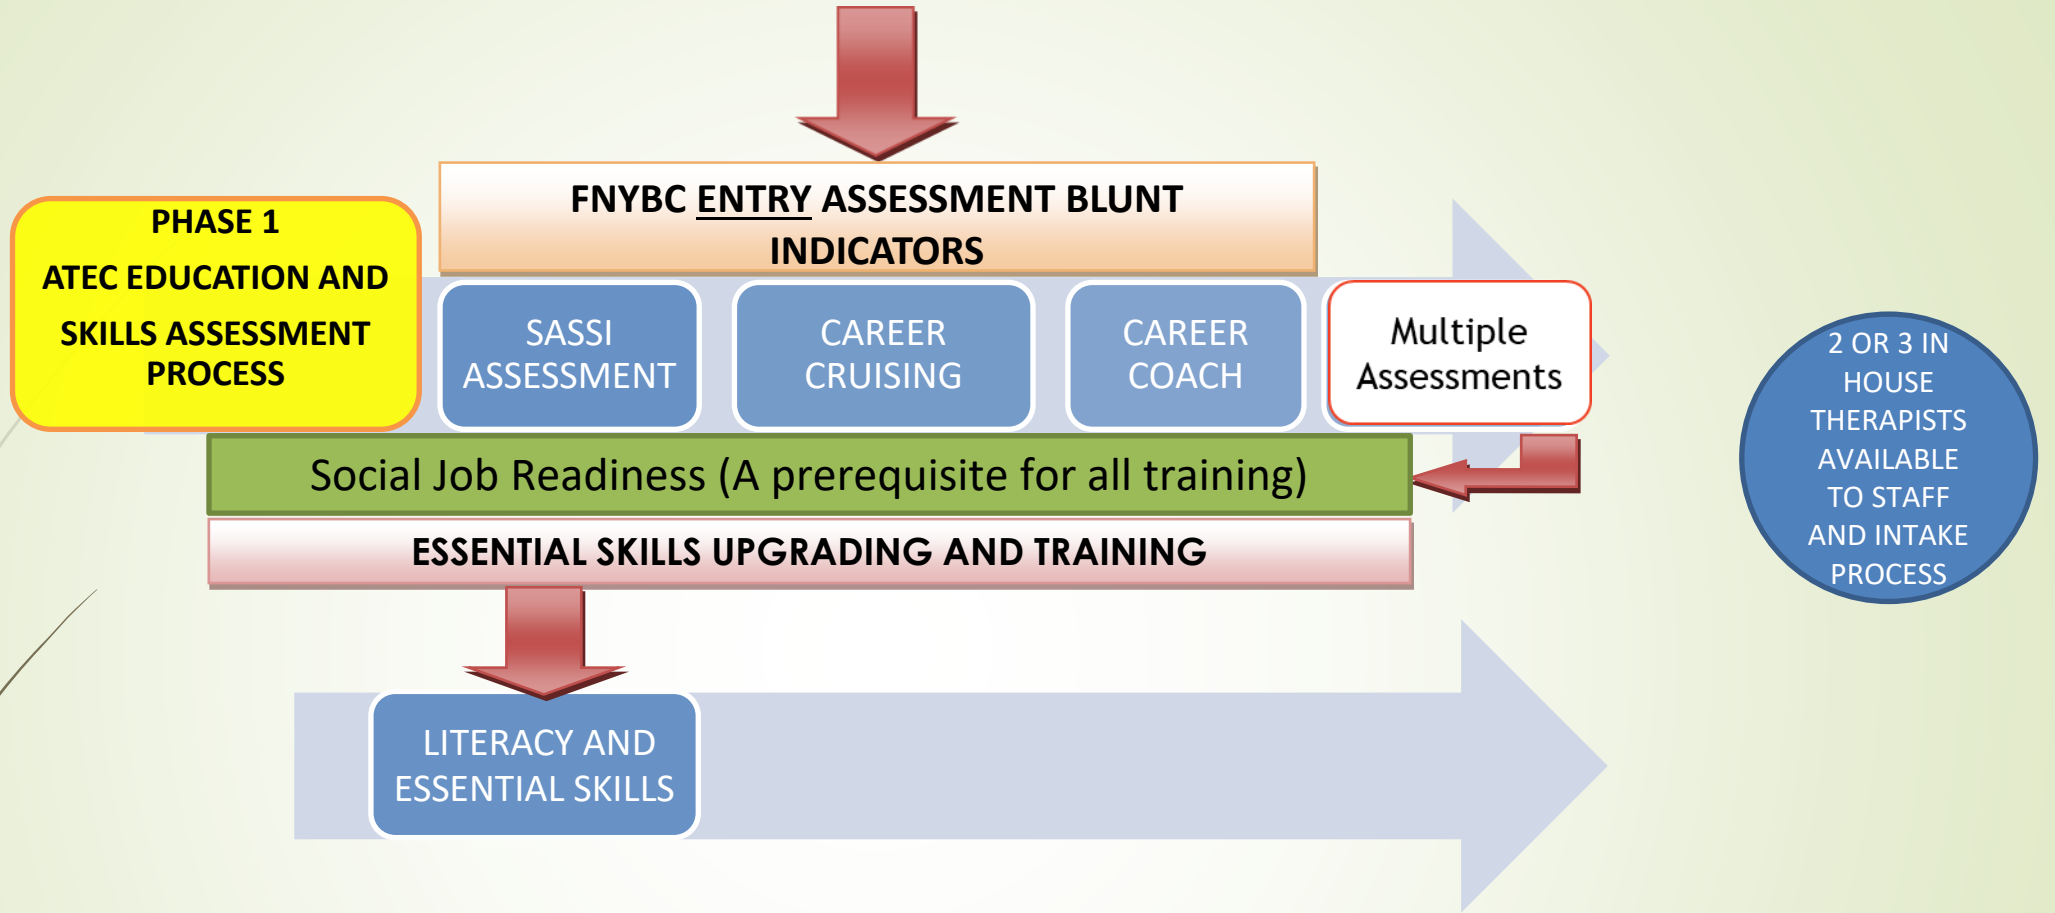 FNYBC ENTRY ASSESSMENT BLUNT
INDICATORS
PHASE 1
ATEC EDUCATION AND
SKILLS ASSESSMENT
PROCESS
SASSI
ASSESSMENT
CAREER
CRUISING
CAREER
COACH
Multiple
Assessments
2 OR 3 IN
HOUSE
THERAPISTS
AVAILABLE
TO STAFF
AND INTAKE
PROCESS
Social Job Readiness (A prerequisite for all training)
ESSENTIAL SKILLS UPGRADING AND TRAINING
LITERACY AND
ESSENTIAL SKILLS